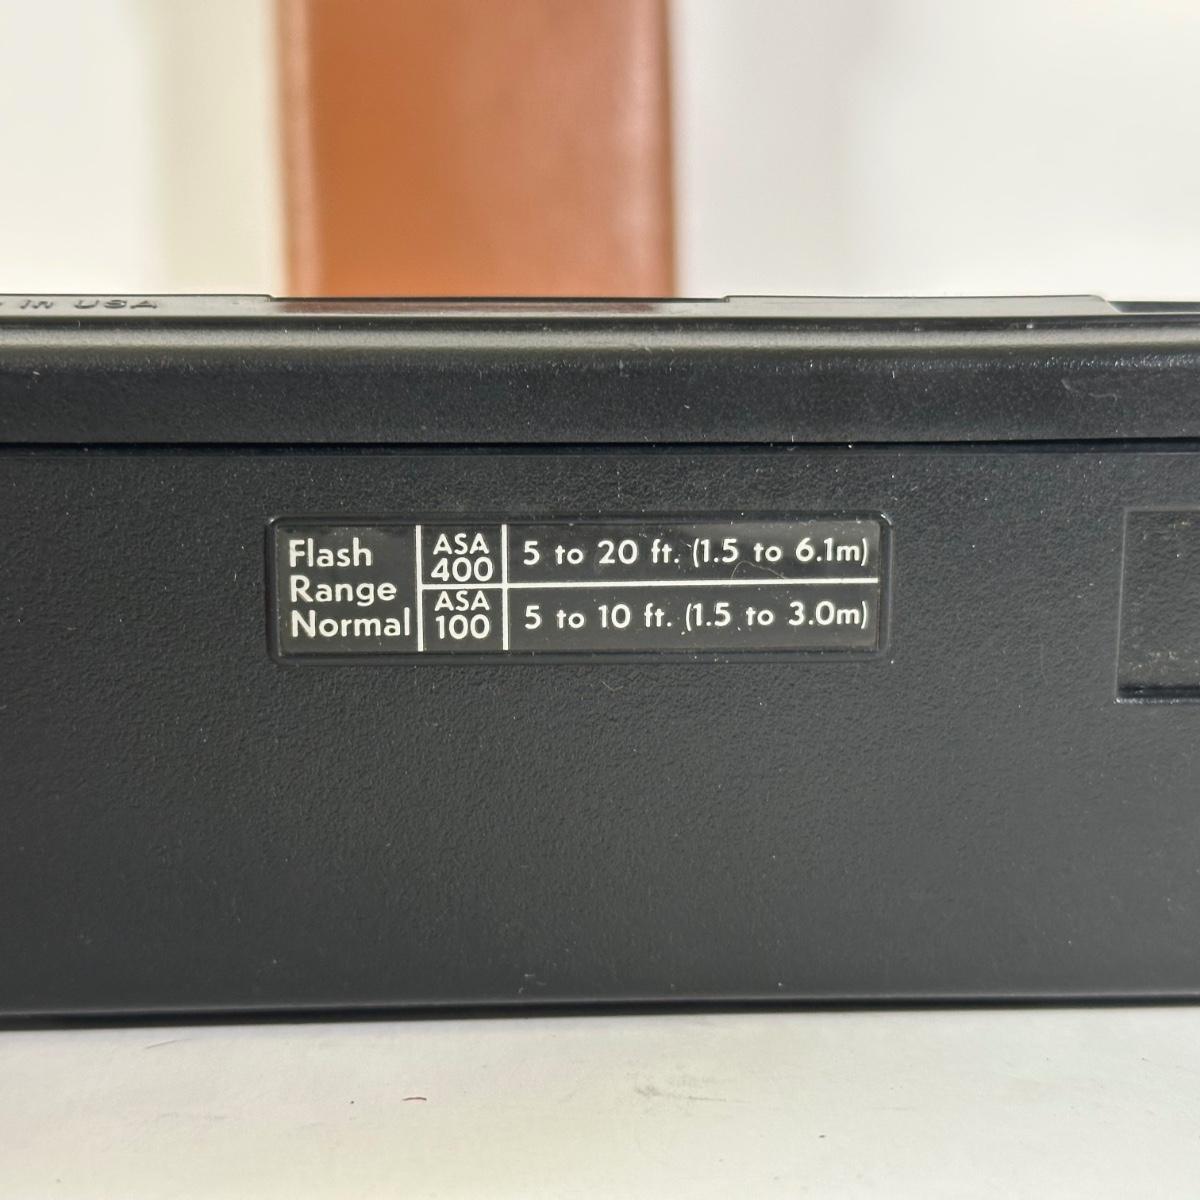 in USA
Flash Range Normal
ASA 400 5 to 20 ft. (1.5 to 6.1m)
ASA 100 5 to 10 ft. (1.5 to 3.0m)